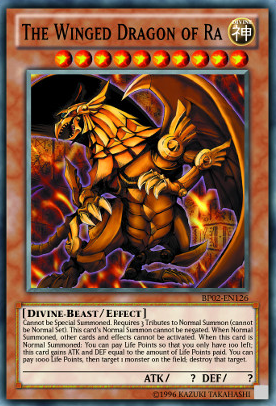 THE WINGED DRAGON OF RA
DIVINE
神
BP02-EN126
[DIVINE-BEAST/EFFECT]
Cannot be Special Summoned. Requires 3 Tributes to Normal Summon (cannot
be Normal Set). This card's Normal Summon cannot be negated. When Normal
Summoned, other cards and effects cannot be activated. When this card is
Normal Summoned: You can pay Life Points so that you only have 100 left;
this card gains ATK and DEF equal to the amount of Life Points paid. You can
pay 1000 Life Points, then target 1 monster on the field; destroy that target.
ATK/ ? DEF/ ?
©1996 KAZUKI TAKAHASHI